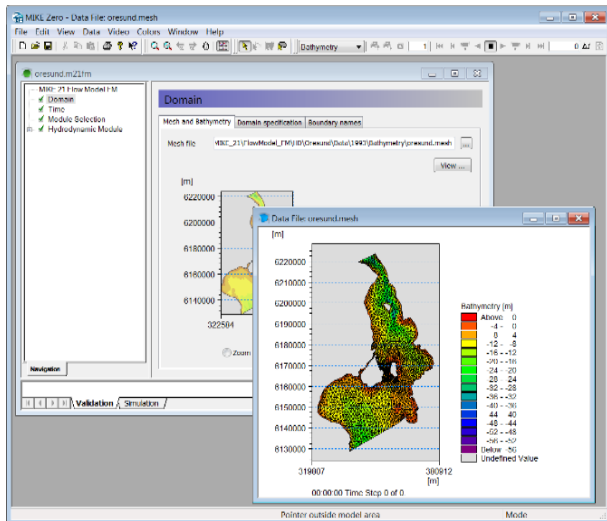 MIKE Zero - Data File: oresund.mesh
File Edit View Data Video Colors Window Help
Bathymetry
1
0 Δt
oresund.m21fm
MIKE 21 Flow Model FM
Domain
Time
Module Selection
Hydrodynamic Module
Navigation
Domain
Mesh and Bathymetry Domain specification Boundary names
Mesh file MIKE_21\FlowModel_FM\HD\Oresund\Data\1993\Bathymetry\oresund.mesh ...
View ...
[m]
6220000
6200000
6180000
6160000
6140000
322584
Zoom
Validation Simulation
Data File: oresund.mesh
[m]
6220000
6210000
6200000
6190000
6180000
6170000
6160000
6150000
6140000
6130000
319807 380912
[m]
00:00:00 Time Step 0 of 0
Bathymetry [m]
Above 0
-4 - 0
8 4
-12 - -8
-16 - -12
-20 - -16
24 -20
28 24
-32 - -28
-36 - -32
-40 - -36
44 40
-48 - -44
-52 - -48
-56 - -52
Below -56
Undefined Value
Pointer outside model area Mode